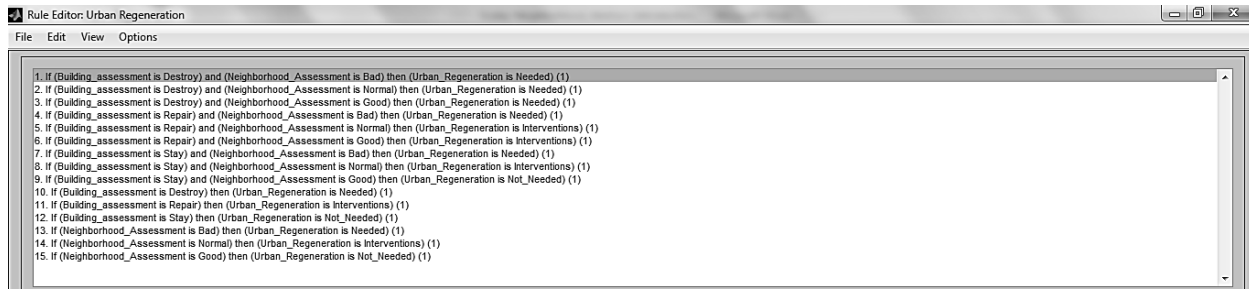 Rule Editor: Urban Regeneration
File Edit View Options
1. If (Building_assessment is Destroy) and (Neighborhood_Assessment is Bad) then (Urban_Regeneration is Needed) (1)
2. If (Building_assessment is Destroy) and (Neighborhood_Assessment is Normal) then (Urban_Regeneration is Needed) (1)
3. If (Building_assessment is Destroy) and (Neighborhood_Assessment is Good) then (Urban_Regeneration is Needed) (1)
4. If (Building_assessment is Repair) and (Neighborhood_Assessment is Bad) then (Urban_Regeneration is Needed) (1)
5. If (Building_assessment is Repair) and (Neighborhood_Assessment is Normal) then (Urban_Regeneration is Interventions) (1)
6. If (Building_assessment is Repair) and (Neighborhood_Assessment is Good) then (Urban_Regeneration is Interventions) (1)
7. If (Building_assessment is Stay) and (Neighborhood_Assessment is Bad) then (Urban_Regeneration is Needed) (1)
8. If (Building_assessment is Stay) and (Neighborhood_Assessment is Normal) then (Urban_Regeneration is Interventions) (1)
9. If (Building_assessment is Stay) and (Neighborhood_Assessment is Good) then (Urban_Regeneration is Not_Needed) (1)
10. If (Building_assessment is Destroy) then (Urban_Regeneration is Needed) (1)
11. If (Building_assessment is Repair) then (Urban_Regeneration is Interventions) (1)
12. If (Building_assessment is Stay) then (Urban_Regeneration is Not_Needed) (1)
13. If (Neighborhood_Assessment is Bad) then (Urban_Regeneration is Needed) (1)
14. If (Neighborhood_Assessment is Normal) then (Urban_Regeneration is Interventions) (1)
15. If (Neighborhood_Assessment is Good) then (Urban_Regeneration is Not_Needed) (1)